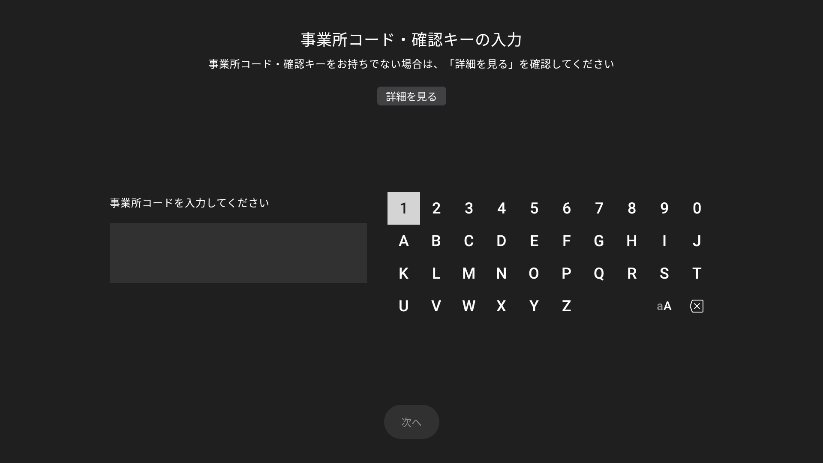 事業所コード・確認キーの入力
事業所コード・確認キーをお持ちでない場合は、「詳細を見る」を確認してください
詳細を見る
事業所コードを入力してください
1 2 3 4 5 6 7 8 9 0
A B C D E F G H I J
K L M N O P Q R S T
U V W X Y Z aA
次へ